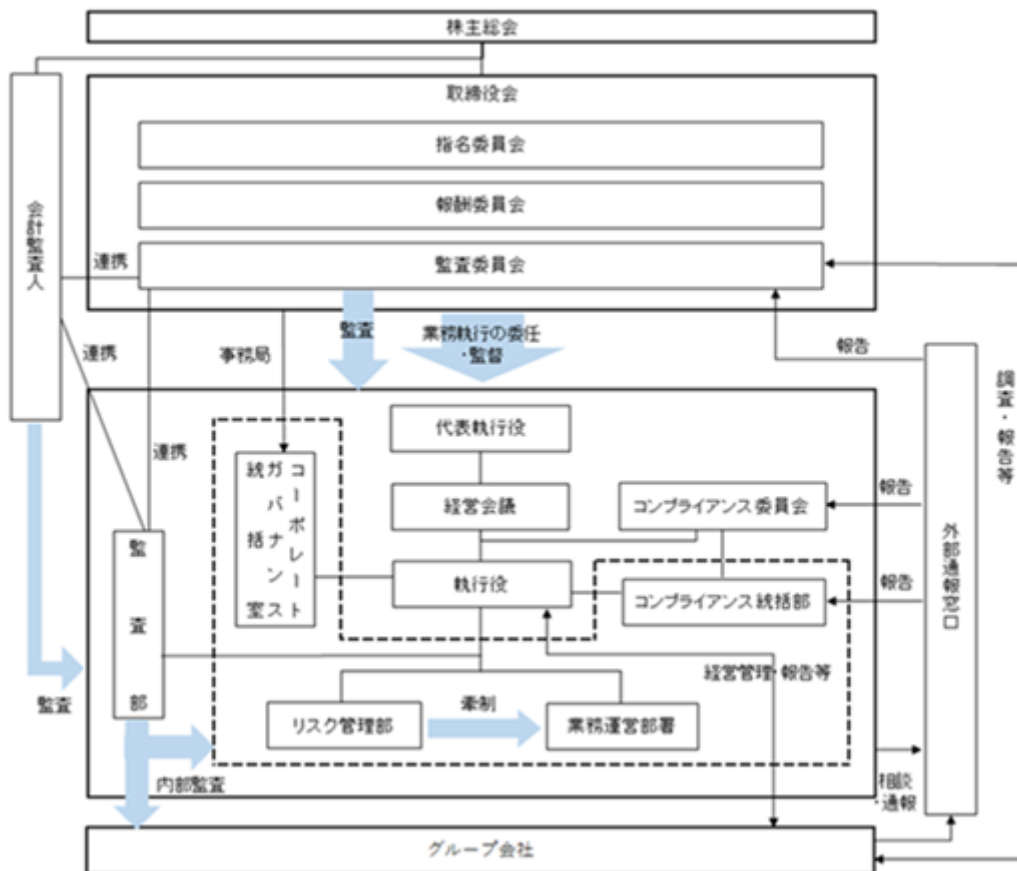 株主総会
取締役会
指名委員会
報酬委員会
監査委員会
会計監査人
連携
連携
連携
事務局
監査
業務執行の委任
・監督
報告
調査・報告等
代表執行役
コーポレート
ガバナンス
統括室
経営会議
コンプライアンス委員会
報告
監査部
執行役
コンプライアンス統括部
報告
外部通報窓口
経営管理・報告等
監査
リスク管理部
牽制
業務運営部署
内部監査
相談
・通報
グループ会社